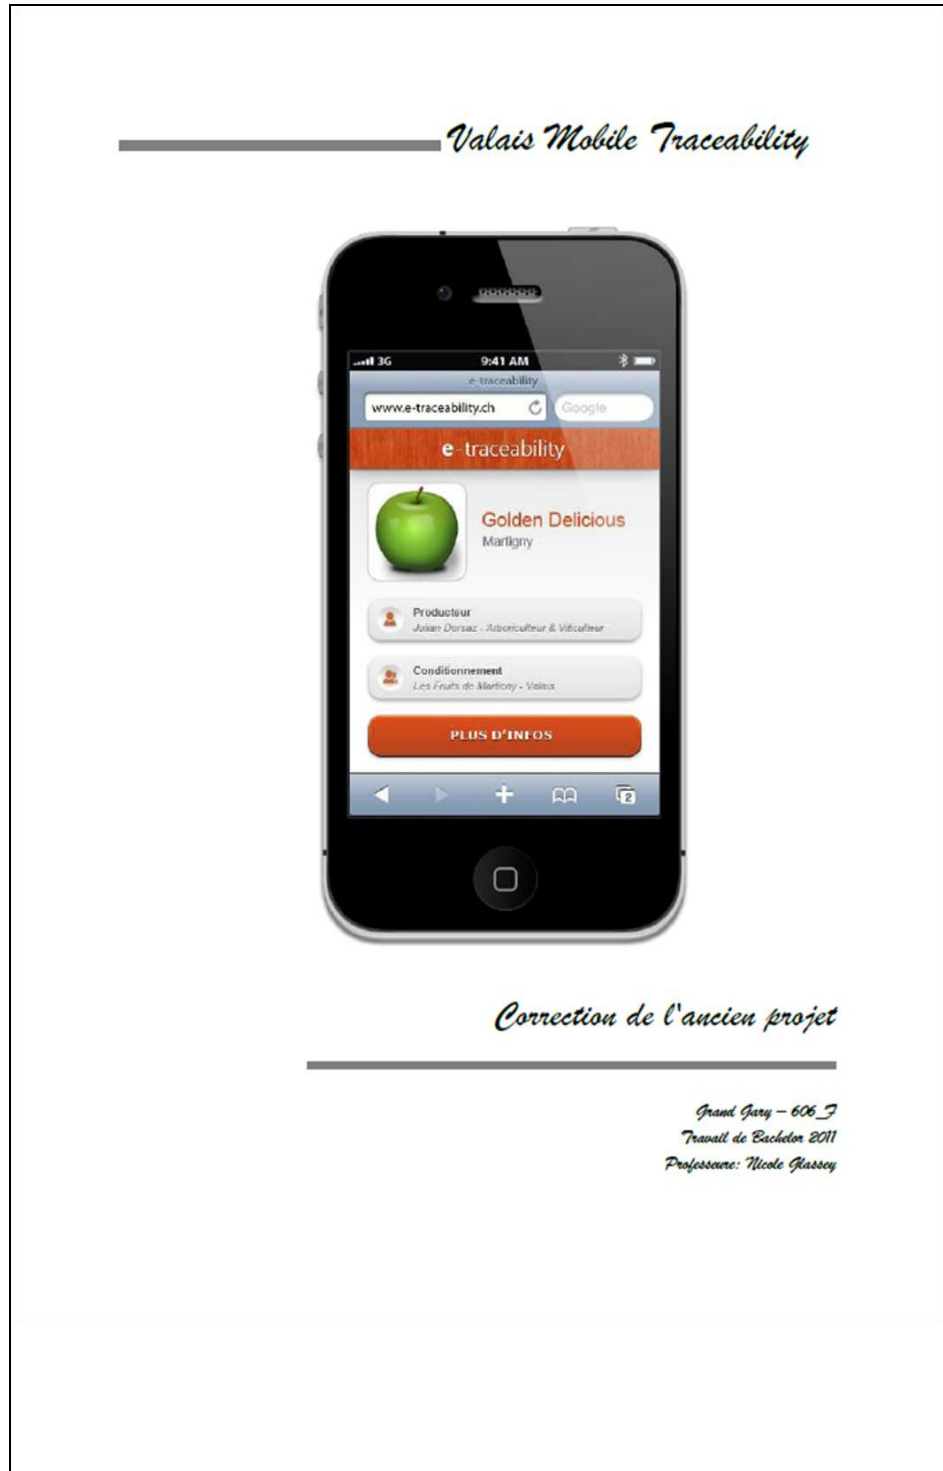 Valais Mobile Traceability
3G 9:41 AM
e-traceability
www.e-traceability.ch Google
e-traceability
Golden Delicious
Martigny
Producteur
Julian Dorsaz - Arboriculteur & Viticulteur
Conditionnement
Les Fruits de Martigny - Valais
PLUS D'INFOS
2
Correction de l'ancien projet
Grand Gary – 606_F
Travail de Bachelor 2011
Professeure: Nicole Glassey